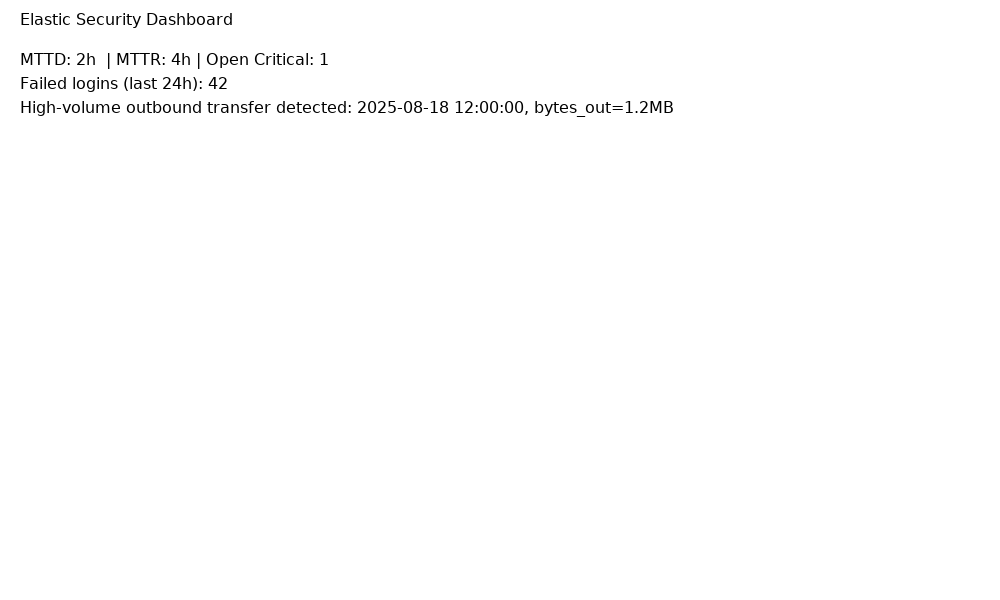 Elastic Security Dashboard
MTTD: 2h  | MTTR: 4h | Open Critical: 1
Failed logins (last 24h): 42
High-volume outbound transfer detected: 2025-08-18 12:00:00, bytes_out=1.2MB